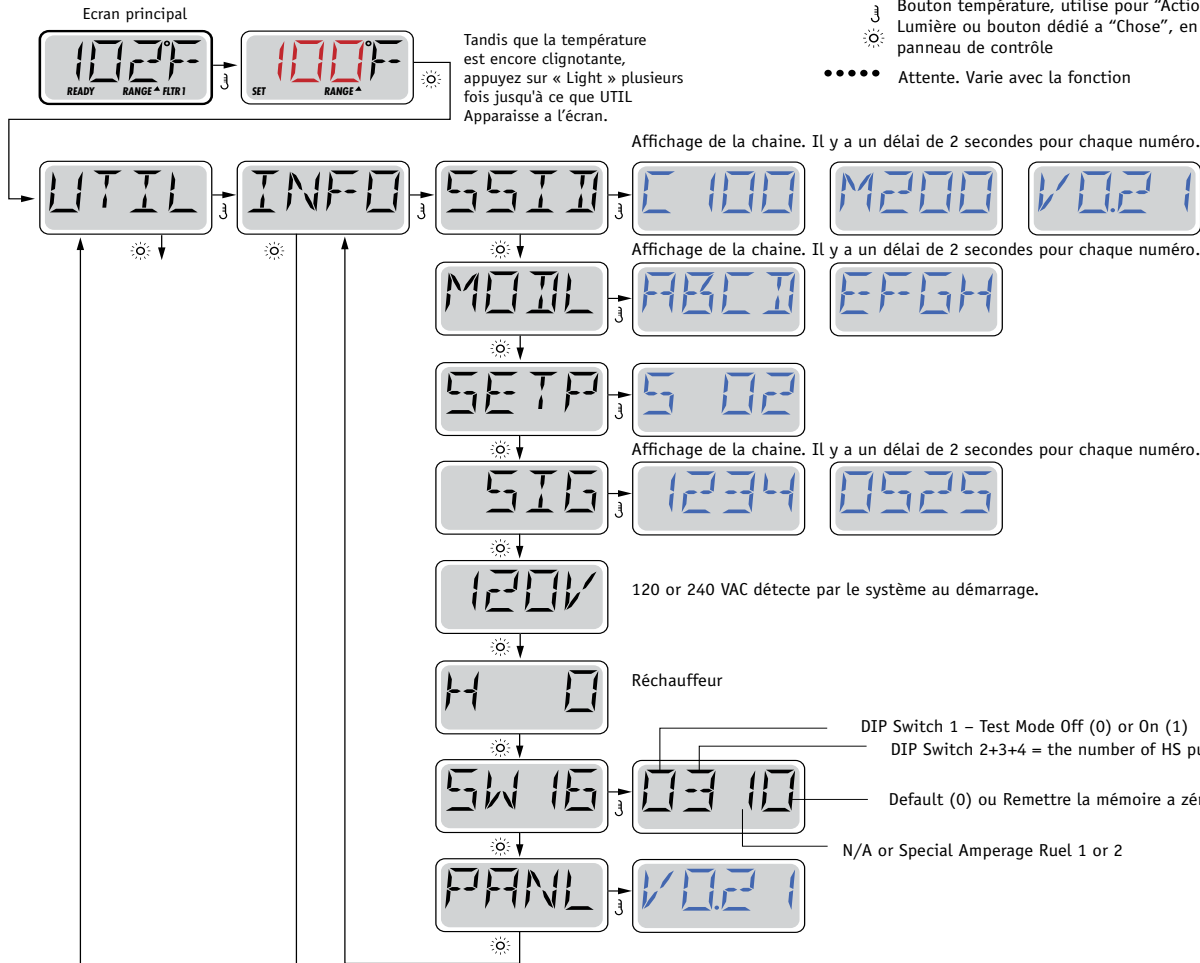 Ecran principal
Bouton température, utilise pour "Actio
Lumière ou bouton dédié a "Chose", en
panneau de contrôle
Attente. Varie avec la fonction
102°F
READY RANGE FLTR 1
100°F
SET RANGE
Tandis que la température
est encore clignotante,
appuyez sur « Light » plusieurs
fois jusqu'à ce que UTIL
Apparaisse a l'écran.
Affichage de la chaine. Il y a un délai de 2 secondes pour chaque numéro.
UTIL INFO SSID C 100 M200 V0.21
Affichage de la chaine. Il y a un délai de 2 secondes pour chaque numéro.
MODL ABCD EFGH
SETP S 02
Affichage de la chaine. Il y a un délai de 2 secondes pour chaque numéro.
SIG 1234 0525
120V
120 or 240 VAC détecte par le système au démarrage.
H 0
Réchauffeur
DIP Switch 1 – Test Mode Off (0) or On (1)
DIP Switch 2+3+4 = the number of HS pu
SW 16 0310
Default (0) ou Remettre la mémoire a zér
N/A or Special Amperage Ruel 1 or 2
PANL V0.21